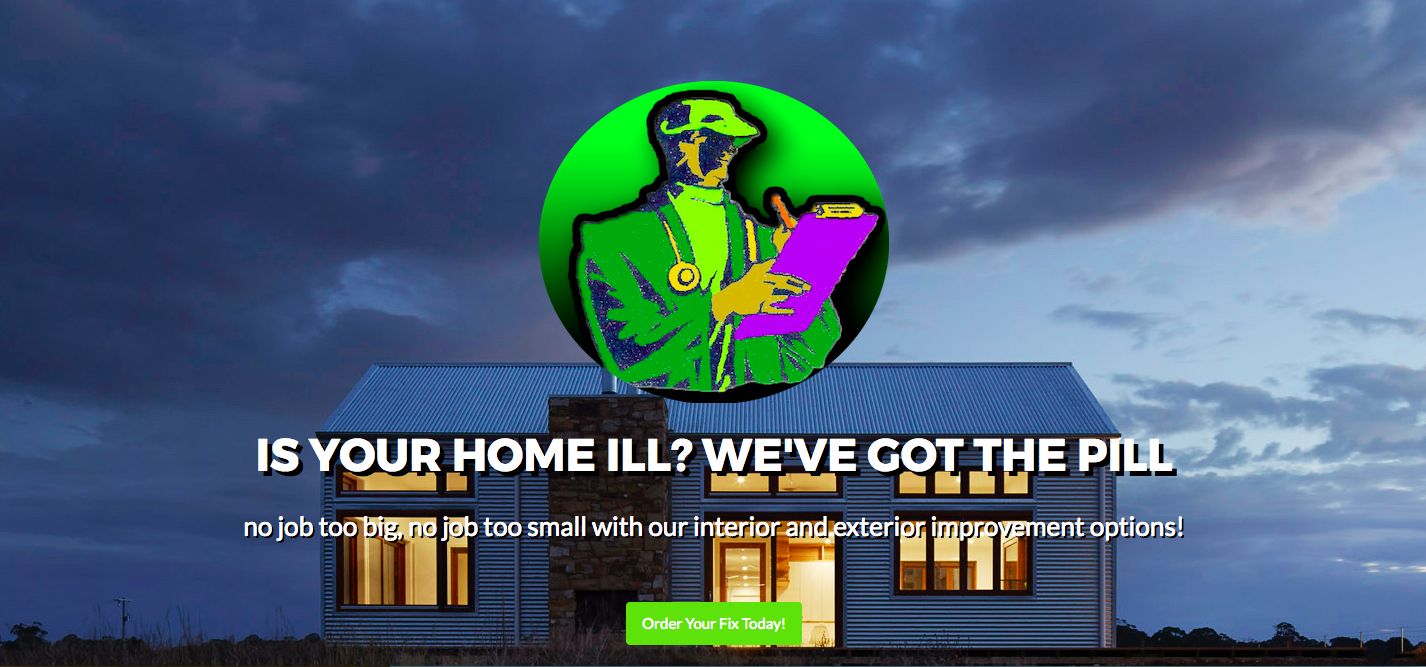 IS YOUR HOME ILL? WE'VE GOT THE PILL
no job too big, no job too small with our interior and exterior improvement options!
Order Your Fix Today!